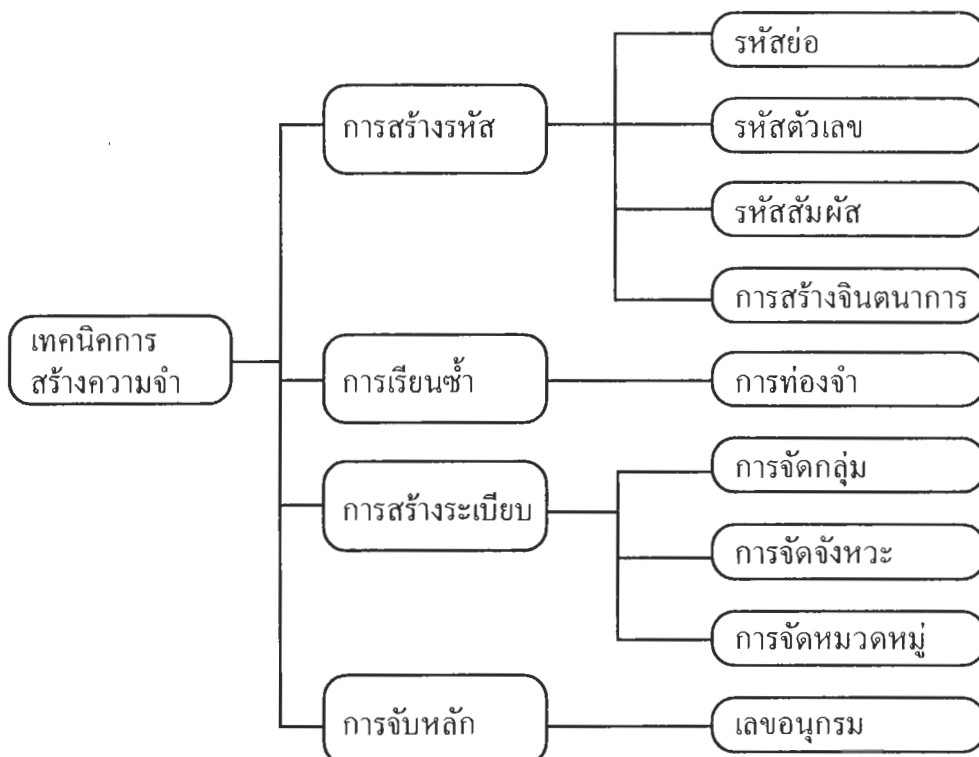 เทคนิคการ
สร้างความจำ
การสร้างรหัส
รหัสย่อ
รหัสตัวเลข
รหัสสัมผัส
การสร้างจินตนาการ
การเรียนซ้ำ
การท่องจำ
การสร้างระเบียบ
การจัดกลุ่ม
การจัดจังหวะ
การจัดหมวดหมู่
การจับหลัก
เลขอนุกรม